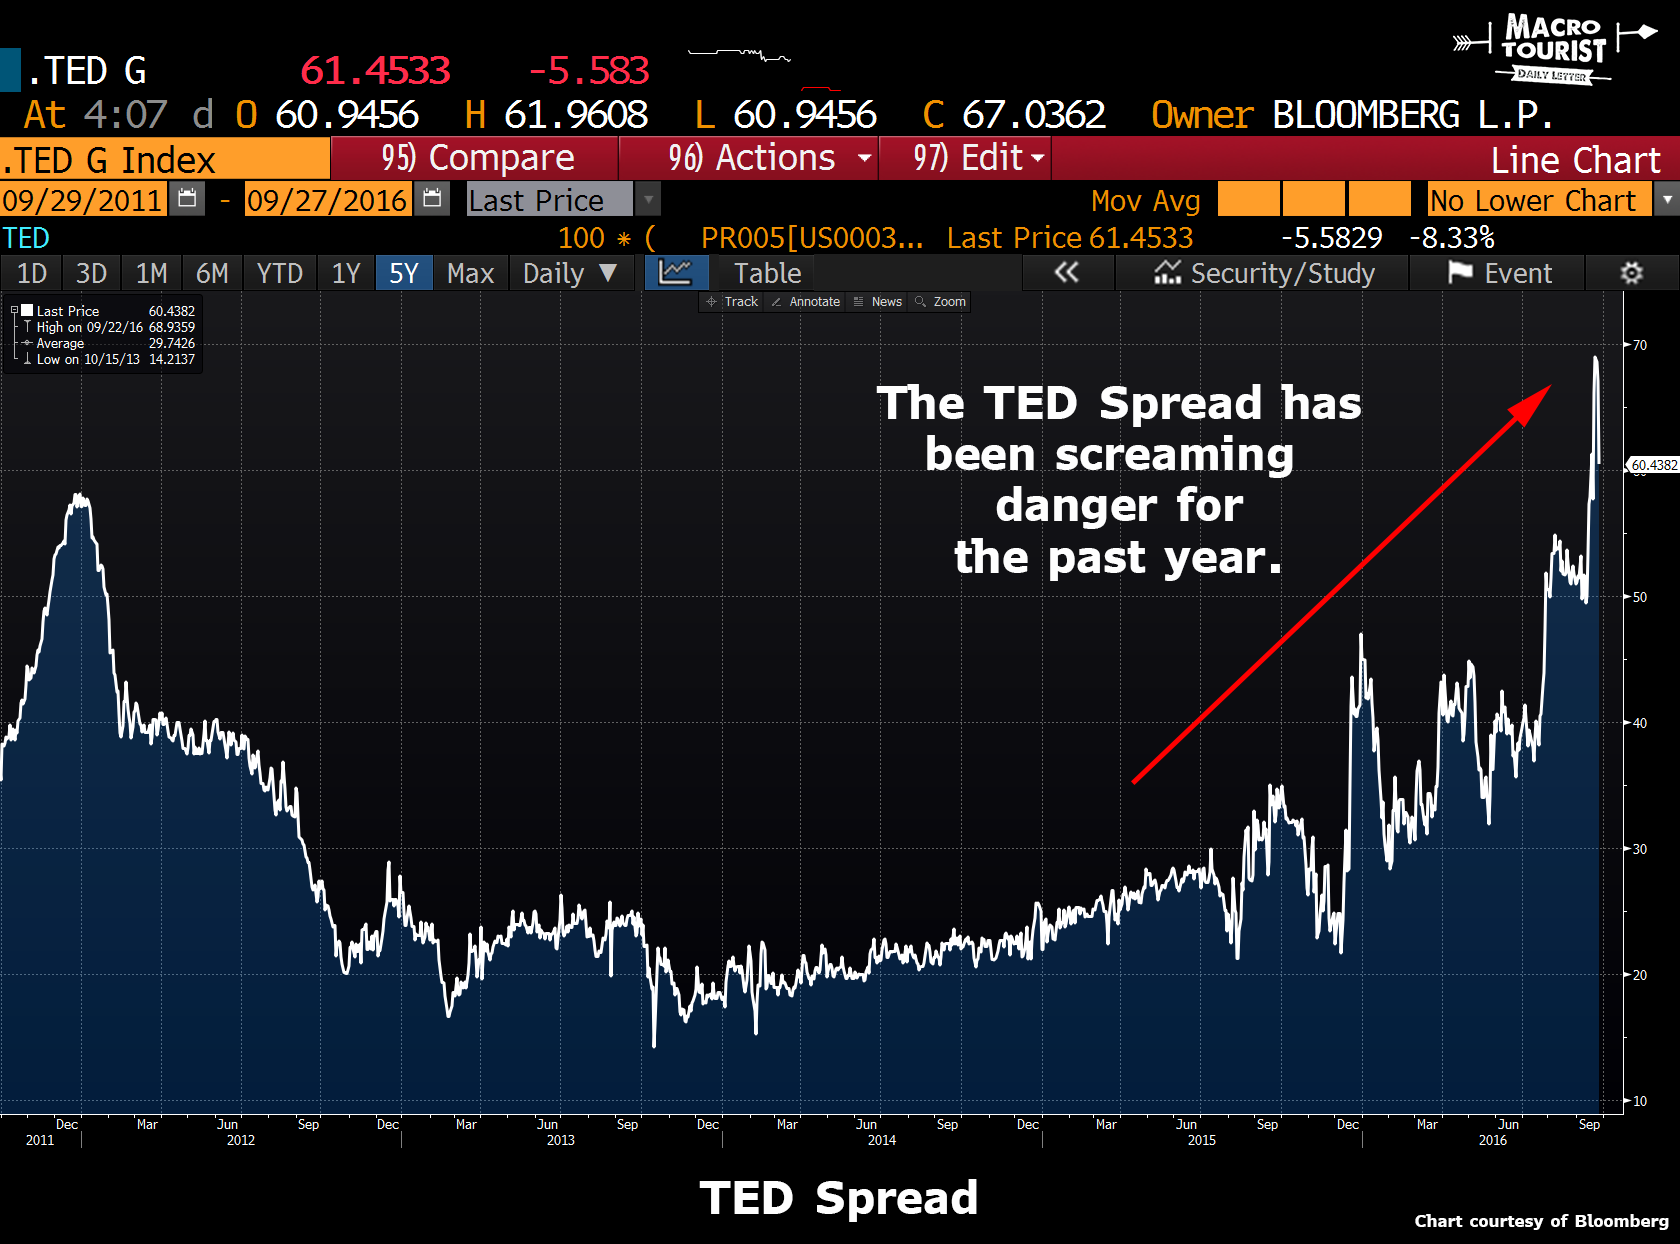 MACRO
TOURIST
DAILY LETTER
.TED G 61.4533 -5.583
At 4:07 d O 60.9456 H 61.9608 L 60.9456 C 67.0362 Owner BLOOMBERG L.P.
.TED G Index 95) Compare 96) Actions 97) Edit Line Chart
09/29/2011 - 09/27/2016 Last Price Mov Avg No Lower Chart
TED 100 * ( PR005[US0003... Last Price 61.4533 -5.5829 -8.33%
1D 3D 1M 6M YTD 1Y 5Y Max Daily ▼ Table « Security/Study Event
Track Annotate News Zoom
Last Price 60.4382
High on 09/22/16 68.9359
Average 29.7426
Low on 10/15/13 14.2137
The TED Spread has
been screaming
danger for
the past year.
70
60.4382
50
40
30
20
10
Dec Mar Jun Sep Dec Mar Jun Sep Dec Mar Jun Sep Dec Mar Jun Sep Dec Mar Jun Sep
2011 2012 2013 2014 2015 2016
TED Spread
Chart courtesy of Bloomberg